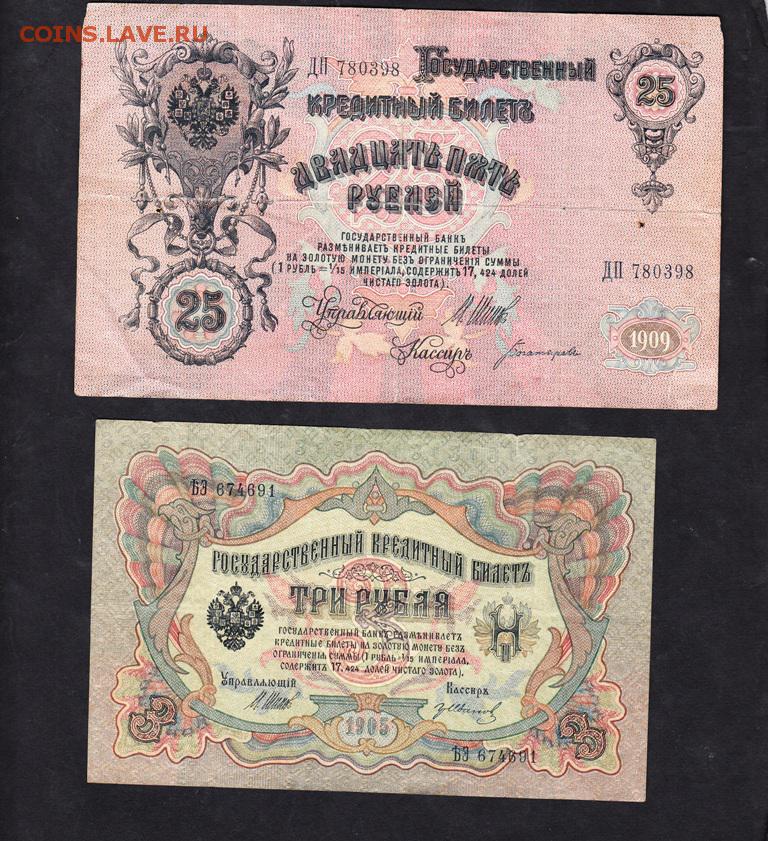 COINS.LAVE.RU
ДП 780398 Государственный
25
Кредитный Билетъ
Двадцать пять
Рублей
Государственный Банкъ
размѣниваетъ кредитные билеты
на золотую монету безъ ограниченія суммы
(1 рубль = 1/15 имперіала, содержитъ 17,424 долей
чистаго золота).
ДП 780398
25
Управляющій
Кассиръ
1909
БЭ 674691
Государственный Кредитный Билетъ
Три рубля
Н II
Государственный банкъ размѣниваетъ
кредитные билеты на золотую монету безъ
ограниченія суммы (1 рубль = 1/15 имперіала,
содержитъ 17,424 долей чистаго золота).
Управляющій
Кассиръ
3 1905 3
БЭ 674691